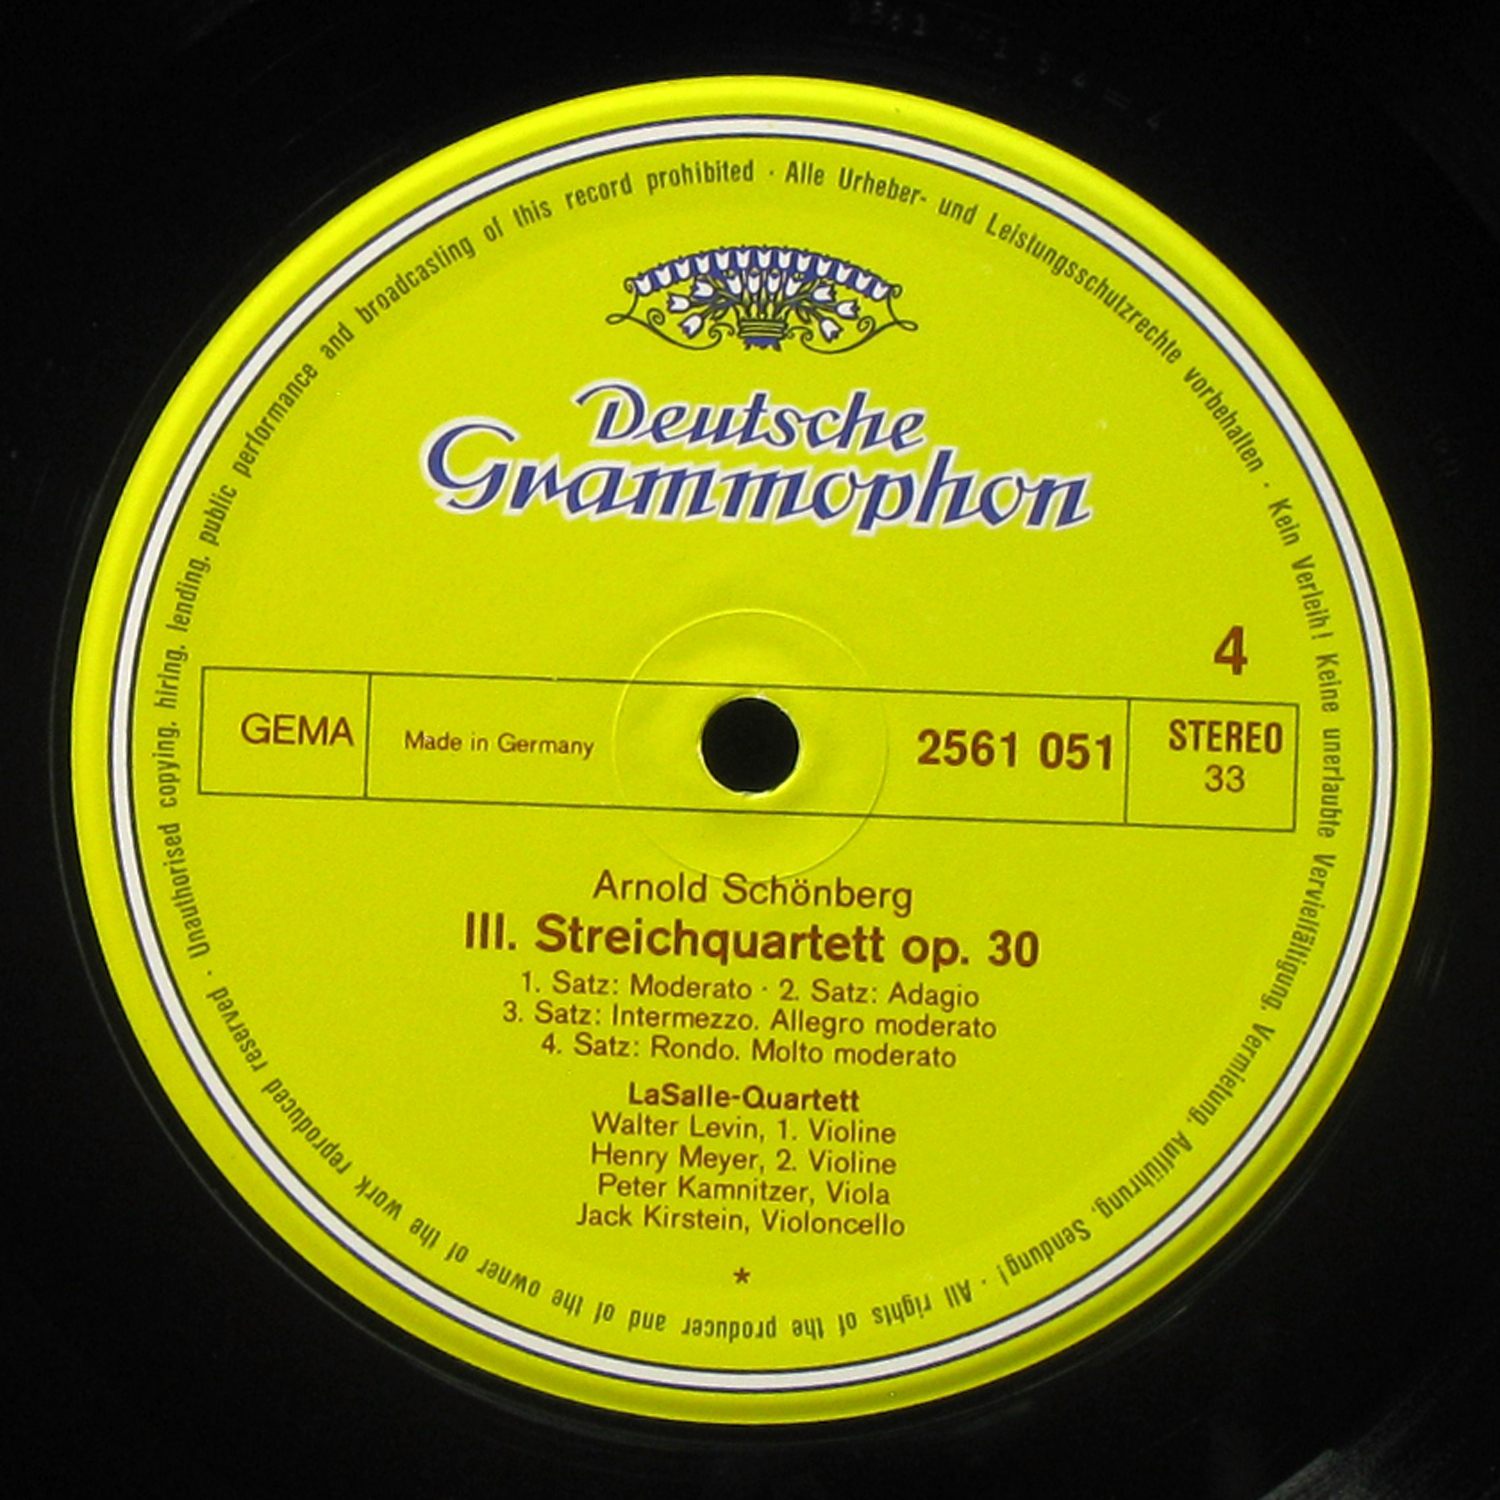 Unauthorised copying, hiring, lending, public performance and broadcasting of this record prohibited · Alle Urheber- und Leistungsschutzrechte vorbehalten · Kein Verleih! Keine unerlaubte Vervielfältigung, Vermietung, Aufführung, Sendung! · All rights of the producer and of the owner of the work reproduced reserved ·
Deutsche
Grammophon
4
GEMA
Made in Germany
2561 051
STEREO
33
Arnold Schönberg
III. Streichquartett op. 30
1. Satz: Moderato · 2. Satz: Adagio
3. Satz: Intermezzo. Allegro moderato
4. Satz: Rondo. Molto moderato
LaSalle-Quartett
Walter Levin, 1. Violine
Henry Meyer, 2. Violine
Peter Kamnitzer, Viola
Jack Kirstein, Violoncello
*